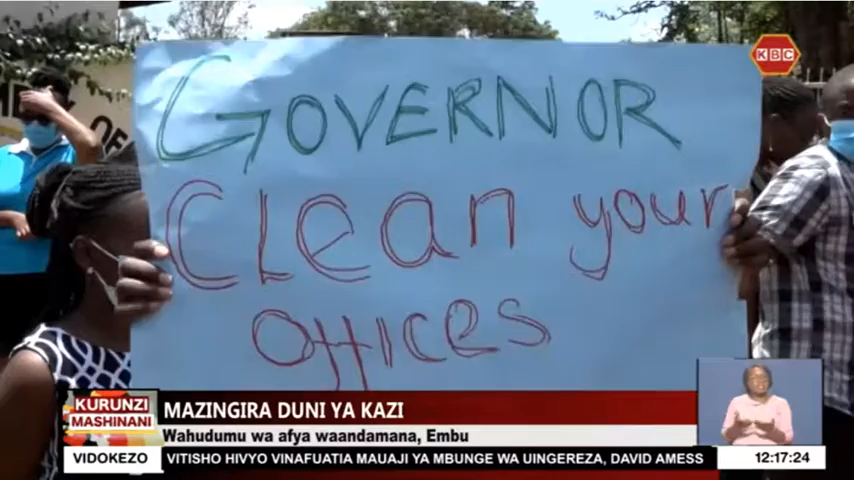 KBC
GOVERNOR
Clean your
Offices
KURUNZI
MASHINANI
MAZINGIRA DUNI YA KAZI
Wahudumu wa afya waandamana, Embu
VIDOKEZO
VITISHO HIVYO VINAFUATIA MAUAJI YA MBUNGE WA UINGEREZA, DAVID AMESS
12:17:24